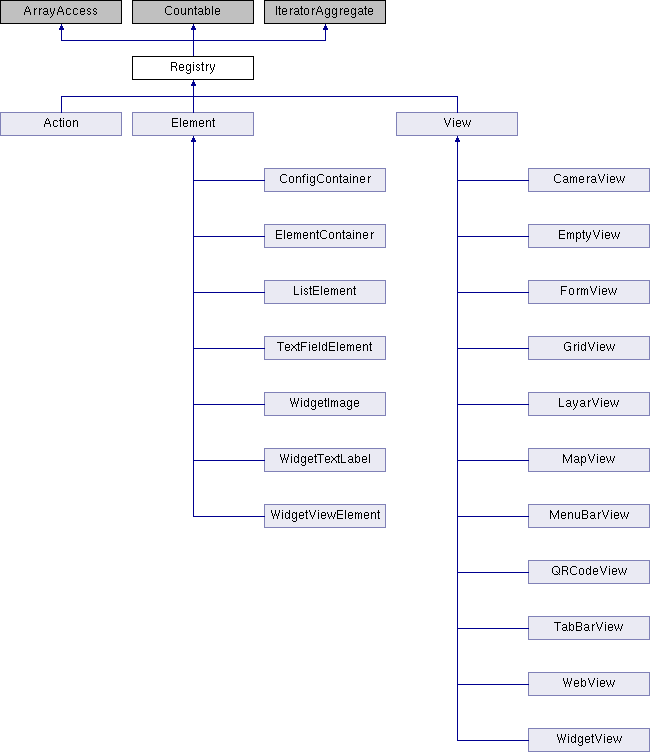 ArrayAccess
Countable
IteratorAggregate
Registry
Action
Element
View
ConfigContainer
CameraView
ElementContainer
EmptyView
ListElement
FormView
TextFieldElement
GridView
WidgetImage
LayarView
WidgetTextLabel
MapView
WidgetViewElement
MenuBarView
QRCodeView
TabBarView
WebView
WidgetView